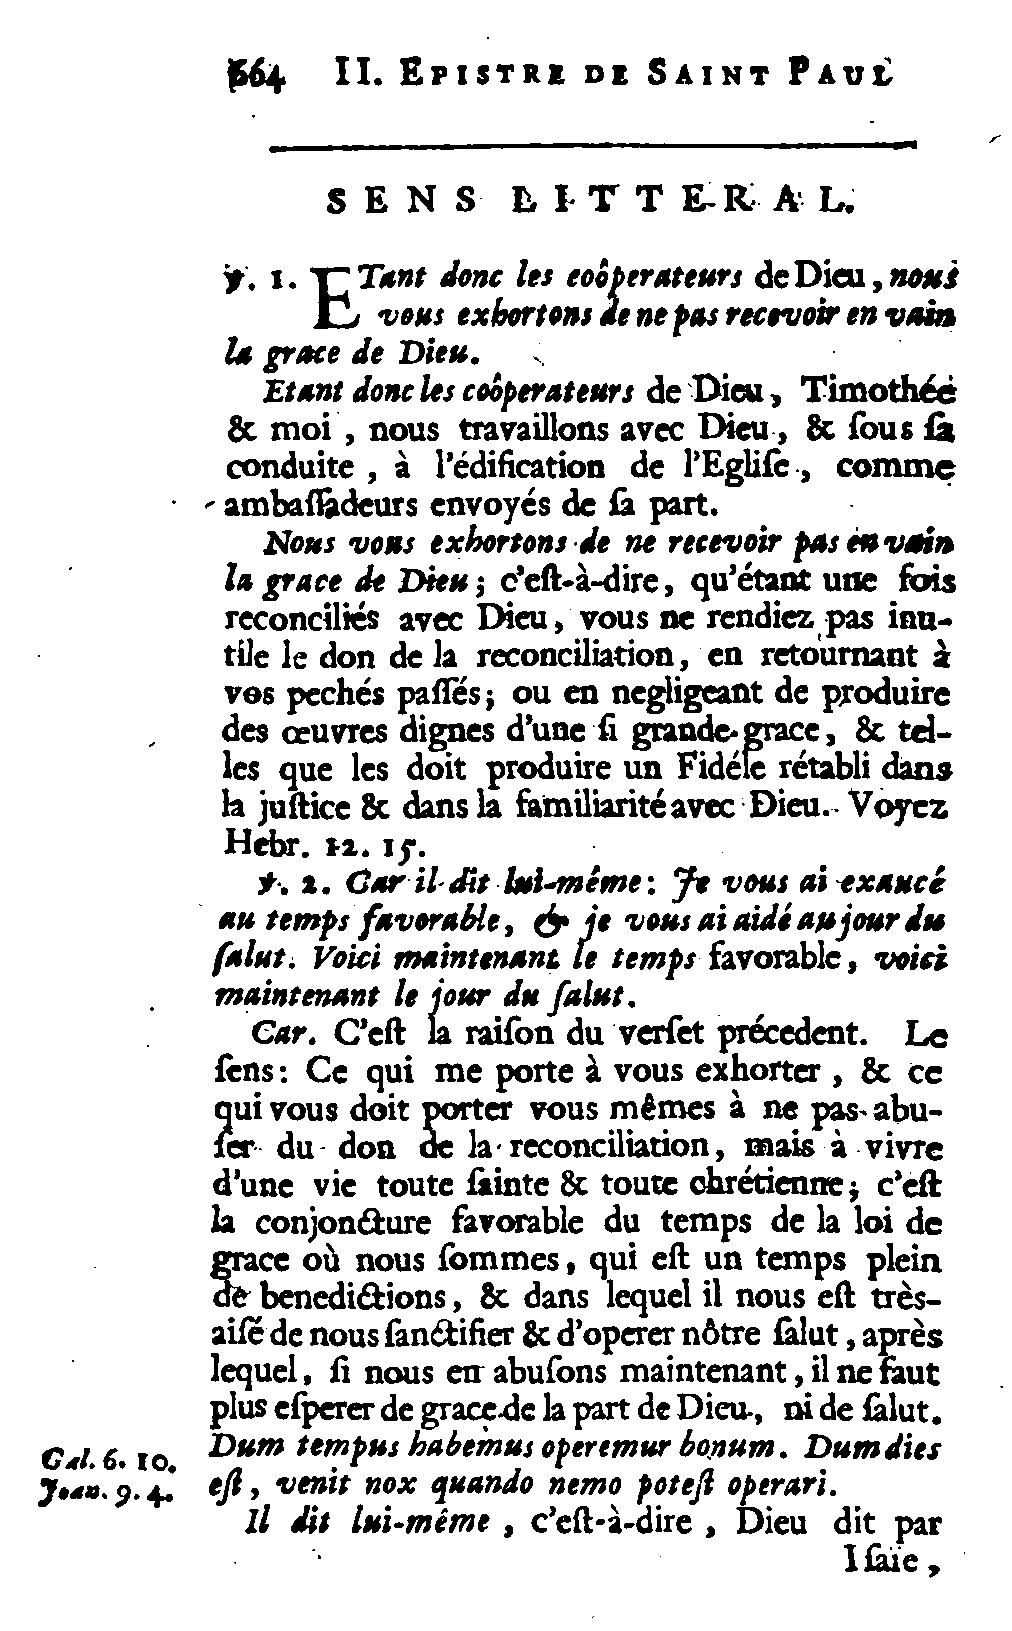 564 II. EPISTRE DE SAINT PAUL
SENS LITTERAL.
℣. 1. ETant donc les coôperateurs de Dieu, nous
vous exhortons de ne pas recevoir en vain
la grace de Dieu.
Etant donc les coôperateurs de Dieu, Timothée
& moi, nous travaillons avec Dieu, & ſous ſa
conduite, à l'édification de l'Egliſe, comme
ambaſſadeurs envoyés de ſa part.
Nous vous exhortons de ne recevoir pas en vain
la grace de Dieu; c'eſt-à-dire, qu'étant une fois
reconciliés avec Dieu, vous ne rendiez pas inu-
tile le don de la reconciliation, en retournant à
vos pechés paſſés; ou en negligeant de produire
des œuvres dignes d'une ſi grande grace, & tel-
les que les doit produire un Fidéle rétabli dans
la juſtice & dans la familiarité avec Dieu. Voyez
Hebr. 12. 15.
℣. 2. Car il dit lui-même: Je vous ai exaucé
au temps favorable, & je vous ai aidé au jour du
ſalut. Voici maintenant le temps favorable, voici
maintenant le jour du ſalut.
Car. C'eſt la raiſon du verſet précedent. Le
ſens: Ce qui me porte à vous exhorter, & ce
qui vous doit porter vous mêmes à ne pas abu-
ſer du don de la reconciliation, mais à vivre
d'une vie toute ſainte & toute chrétienne; c'eſt
la conjoncture favorable du temps de la loi de
grace où nous ſommes, qui eſt un temps plein
de benedictions, & dans lequel il nous eſt très-
aiſé de nous ſanctifier & d'operer nôtre ſalut, après
lequel, ſi nous en abuſons maintenant, il ne faut
plus eſperer de grace de la part de Dieu, ni de ſalut.
Gal. 6. 10. Dum tempus habemus operemur bonum. Dum dies
Joan. 9. 4. eſt, venit nox quando nemo poteſt operari.
Il dit lui-même, c'eſt-à-dire, Dieu dit par
Iſaïe,